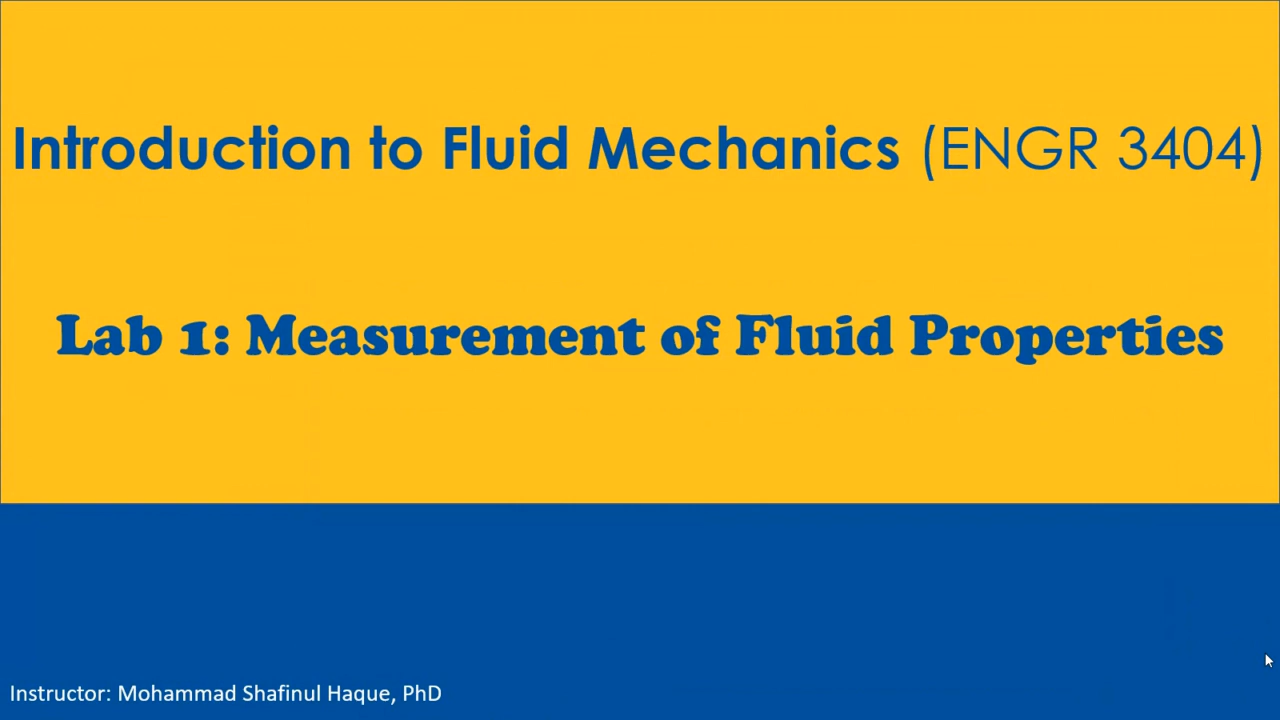 Introduction to Fluid Mechanics (ENGR 3404)
Lab 1: Measurement of Fluid Properties
Instructor: Mohammad Shafinul Haque, PhD